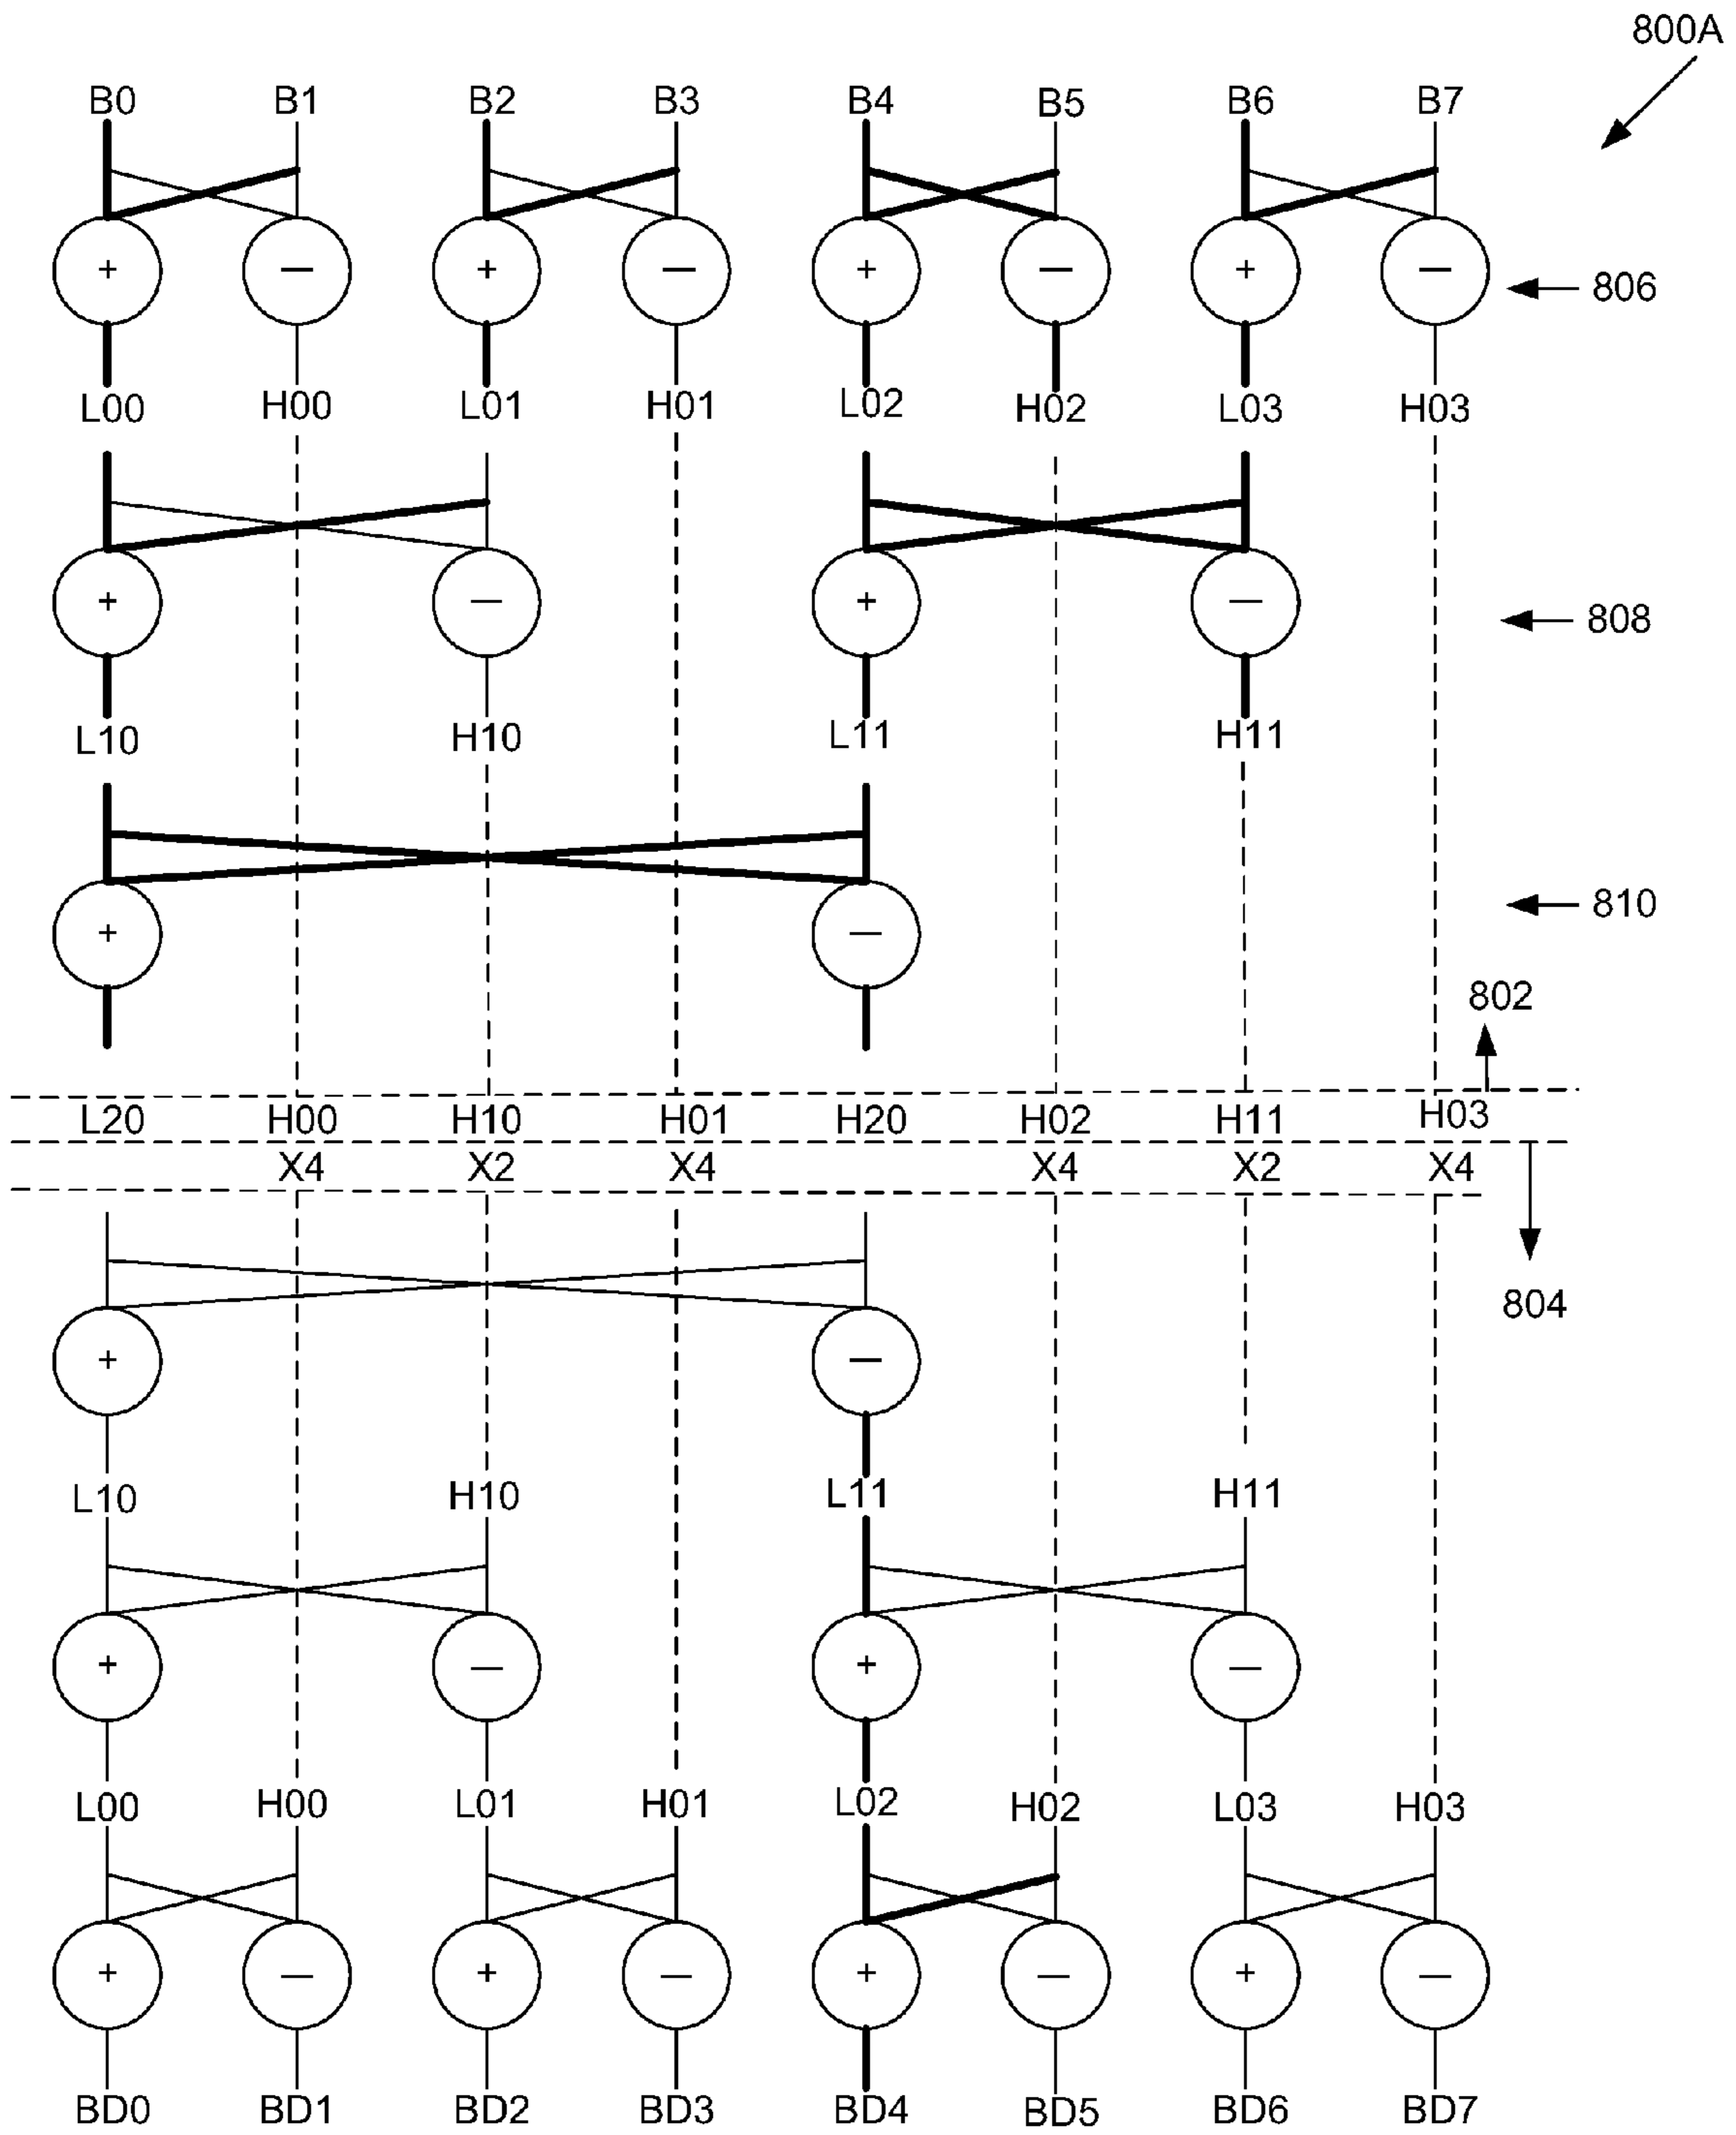 800A
B0 B1 B2 B3 B4 B5 B6 B7
+ — + — + — + —
806
L00 H00 L01 H01 L02 H02 L03 H03
+ — + —
808
L10 H10 L11 H11
+ —
810
802
L20 H00 H10 H01 H20 H02 H11 H03
X4 X2 X4 X4 X2 X4
804
+ —
L10 H10 L11 H11
+ — + —
L00 H00 L01 H01 L02 H02 L03 H03
+ — + — + — + —
BD0 BD1 BD2 BD3 BD4 BD5 BD6 BD7